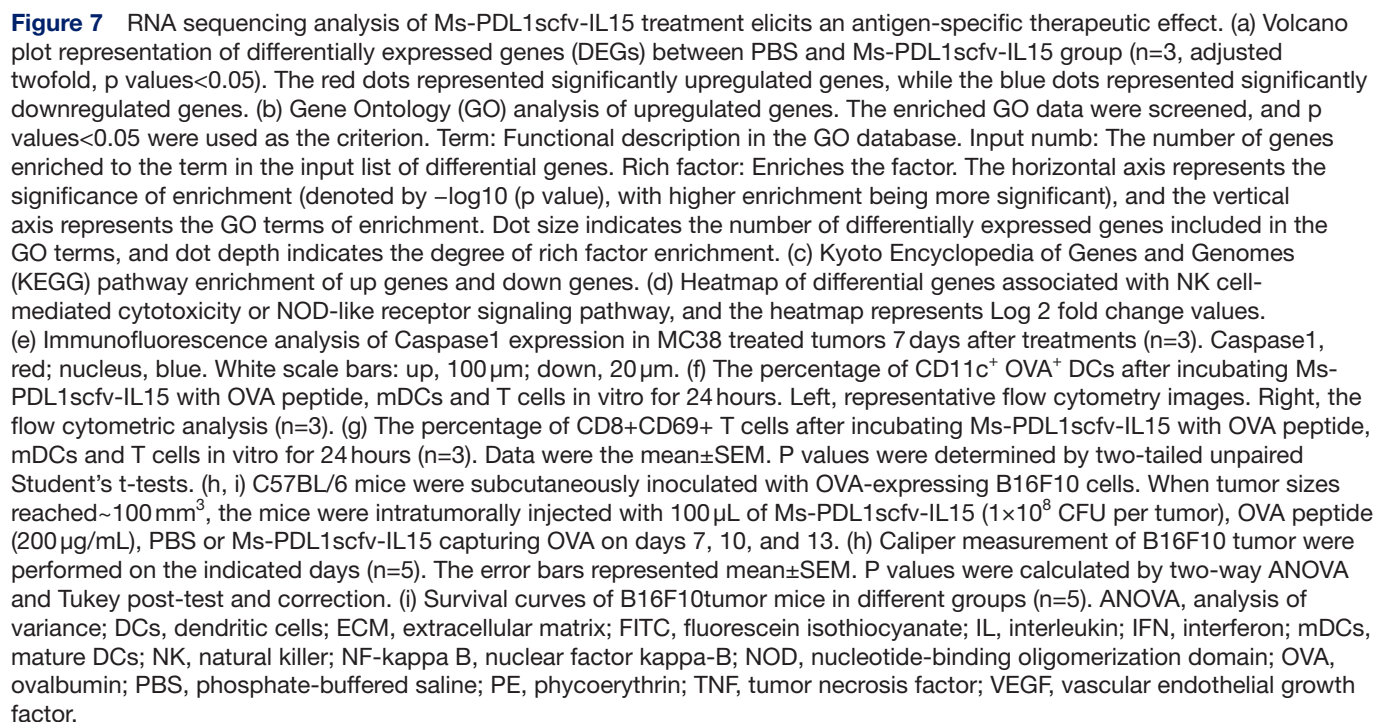 Figure 7 RNA sequencing analysis of Ms-PDL1scfv-IL15 treatment elicits an antigen-specific therapeutic effect. (a) Volcano
plot representation of differentially expressed genes (DEGs) between PBS and Ms-PDL1scfv-IL15 group (n=3, adjusted
twofold, p values<0.05). The red dots represented significantly upregulated genes, while the blue dots represented significantly
downregulated genes. (b) Gene Ontology (GO) analysis of upregulated genes. The enriched GO data were screened, and p
values<0.05 were used as the criterion. Term: Functional description in the GO database. Input numb: The number of genes
enriched to the term in the input list of differential genes. Rich factor: Enriches the factor. The horizontal axis represents the
significance of enrichment (denoted by −log10 (p value), with higher enrichment being more significant), and the vertical
axis represents the GO terms of enrichment. Dot size indicates the number of differentially expressed genes included in the
GO terms, and dot depth indicates the degree of rich factor enrichment. (c) Kyoto Encyclopedia of Genes and Genomes
(KEGG) pathway enrichment of up genes and down genes. (d) Heatmap of differential genes associated with NK cell-
mediated cytotoxicity or NOD-like receptor signaling pathway, and the heatmap represents Log 2 fold change values.
(e) Immunofluorescence analysis of Caspase1 expression in MC38 treated tumors 7 days after treatments (n=3). Caspase1,
red; nucleus, blue. White scale bars: up, 100 µm; down, 20 µm. (f) The percentage of CD11c⁺ OVA⁺ DCs after incubating Ms-
PDL1scfv-IL15 with OVA peptide, mDCs and T cells in vitro for 24 hours. Left, representative flow cytometry images. Right, the
flow cytometric analysis (n=3). (g) The percentage of CD8+CD69+ T cells after incubating Ms-PDL1scfv-IL15 with OVA peptide,
mDCs and T cells in vitro for 24 hours (n=3). Data were the mean±SEM. P values were determined by two-tailed unpaired
Student's t-tests. (h, i) C57BL/6 mice were subcutaneously inoculated with OVA-expressing B16F10 cells. When tumor sizes
reached~100 mm³, the mice were intratumorally injected with 100 µL of Ms-PDL1scfv-IL15 (1×10⁸ CFU per tumor), OVA peptide
(200 µg/mL), PBS or Ms-PDL1scfv-IL15 capturing OVA on days 7, 10, and 13. (h) Caliper measurement of B16F10 tumor were
performed on the indicated days (n=5). The error bars represented mean±SEM. P values were calculated by two-way ANOVA
and Tukey post-test and correction. (i) Survival curves of B16F10tumor mice in different groups (n=5). ANOVA, analysis of
variance; DCs, dendritic cells; ECM, extracellular matrix; FITC, fluorescein isothiocyanate; IL, interleukin; IFN, interferon; mDCs,
mature DCs; NK, natural killer; NF-kappa B, nuclear factor kappa-B; NOD, nucleotide-binding oligomerization domain; OVA,
ovalbumin; PBS, phosphate-buffered saline; PE, phycoerythrin; TNF, tumor necrosis factor; VEGF, vascular endothelial growth
factor.